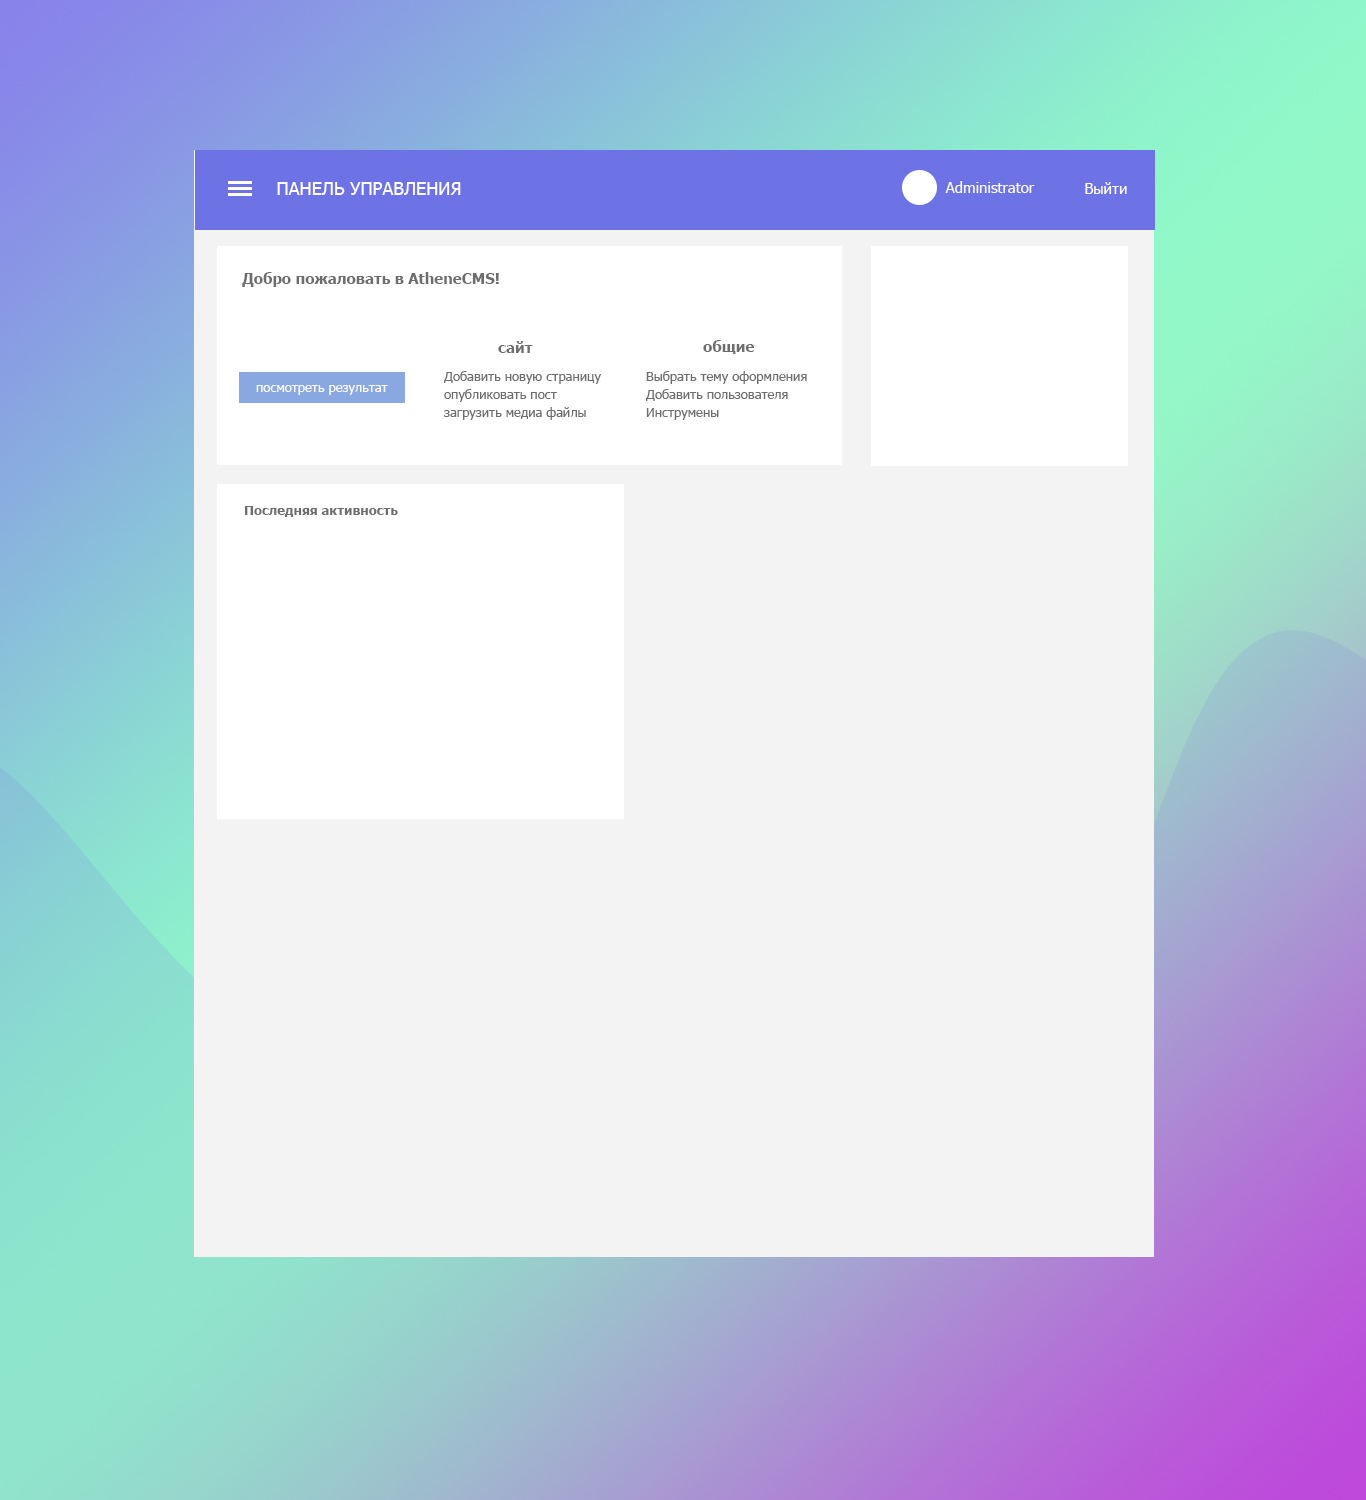 ПАНЕЛЬ УПРАВЛЕНИЯ
Administrator
Выйти
Добро пожаловать в AtheneCMS!
посмотреть результат
сайт
Добавить новую страницу
опубликовать пост
загрузить медиа файлы
общие
Выбрать тему оформления
Добавить пользователя
Инструмены
Последняя активность